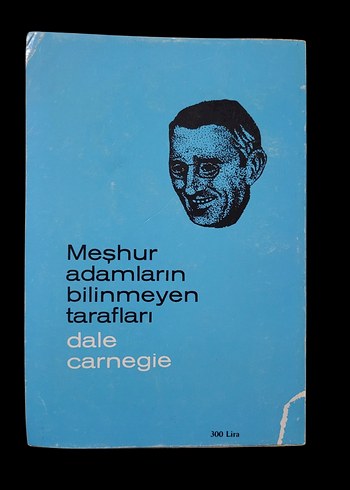 Meşhur
adamların
bilinmeyen
tarafları
dale
carnegie
300 Lira